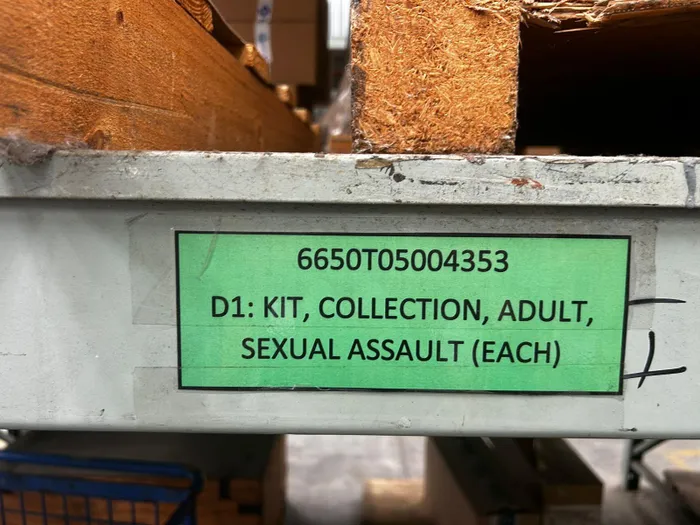 6650T05004353
D1: KIT, COLLECTION, ADULT,
SEXUAL ASSAULT (EACH)